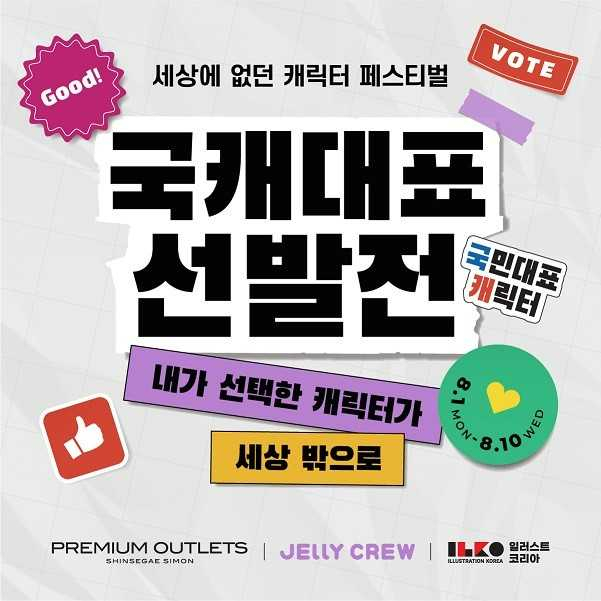 Good!
VOTE
세상에 없던 캐릭터 페스티벌
국캐대표
선발전
국민대표
캐릭터
내가 선택한 캐릭터가
세상 밖으로
8.1 MON - 8.10 WED
PREMIUM OUTLETS
SHINSEGAE SIMON
JELLY CREW
ILKO
ILLUSTRATION KOREA
일러스트
코리아